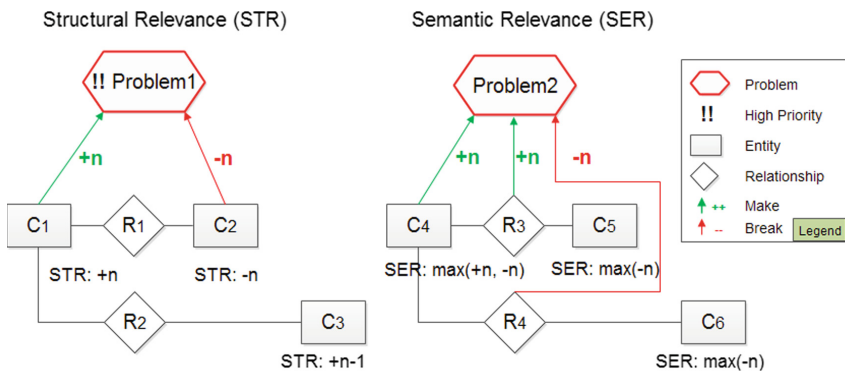 Structural Relevance (STR)
Semantic Relevance (SER)
!! Problem1
Problem2
+n
-n
+n
+n
-n
C1
R1
C2
C4
R3
C5
STR: +n
STR: -n
SER: max(+n, -n)
SER: max(-n)
R2
C3
R4
C6
STR: +n-1
SER: max(-n)
Problem
!! High Priority
Entity
Relationship
++ Make
-- Break
Legend